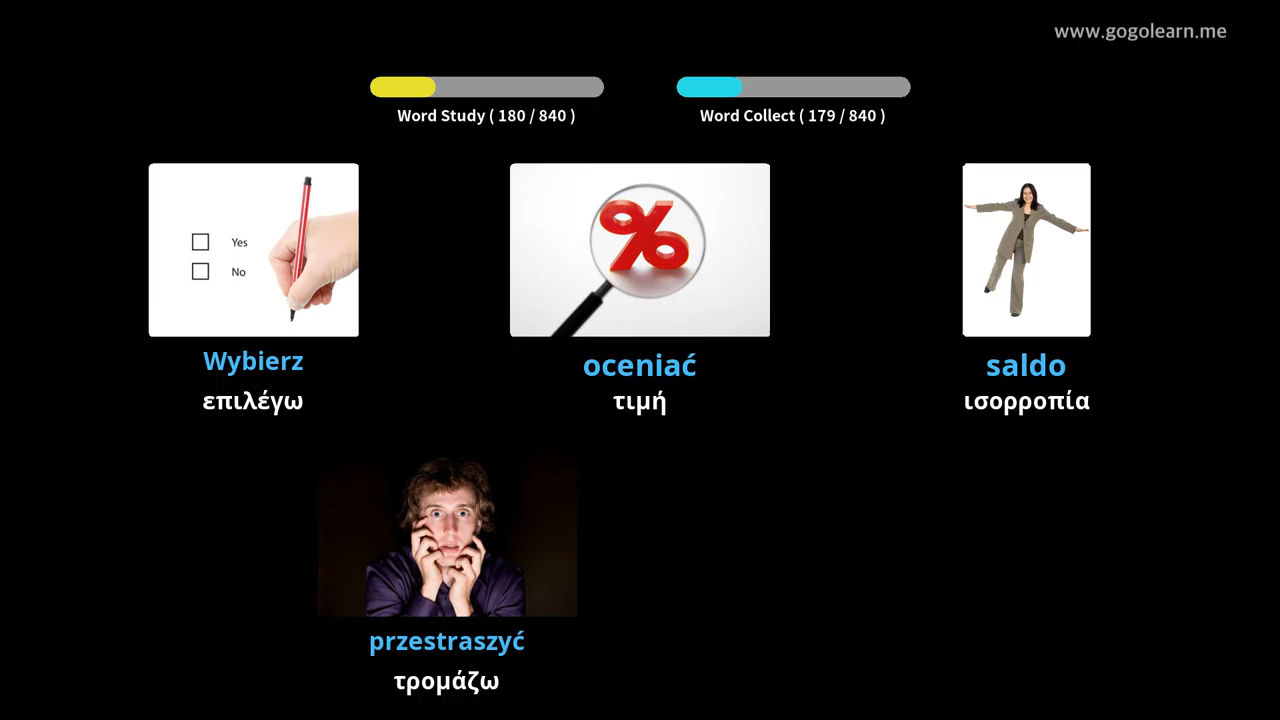 www.gogolearn.me
Word Study ( 180 / 840 )
Word Collect ( 179 / 840 )
Yes
No
Wybierz
επιλέγω
oceniać
τιμή
saldo
ισορροπία
przestraszyć
τρομάζω